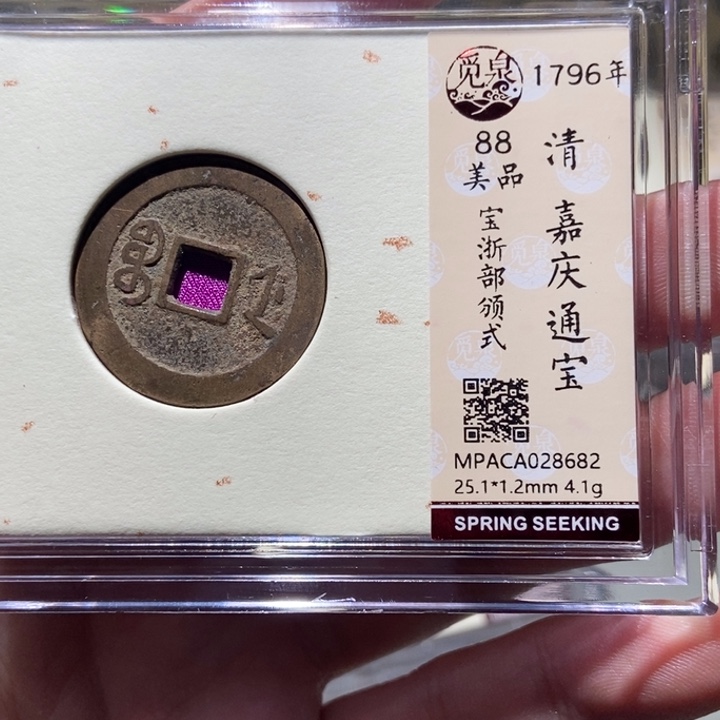 觅泉
1796年
88
美品
清 嘉庆通宝
宝浙部颁式
MPACA028682
25.1*1.2mm 4.1g
SPRING SEEKING